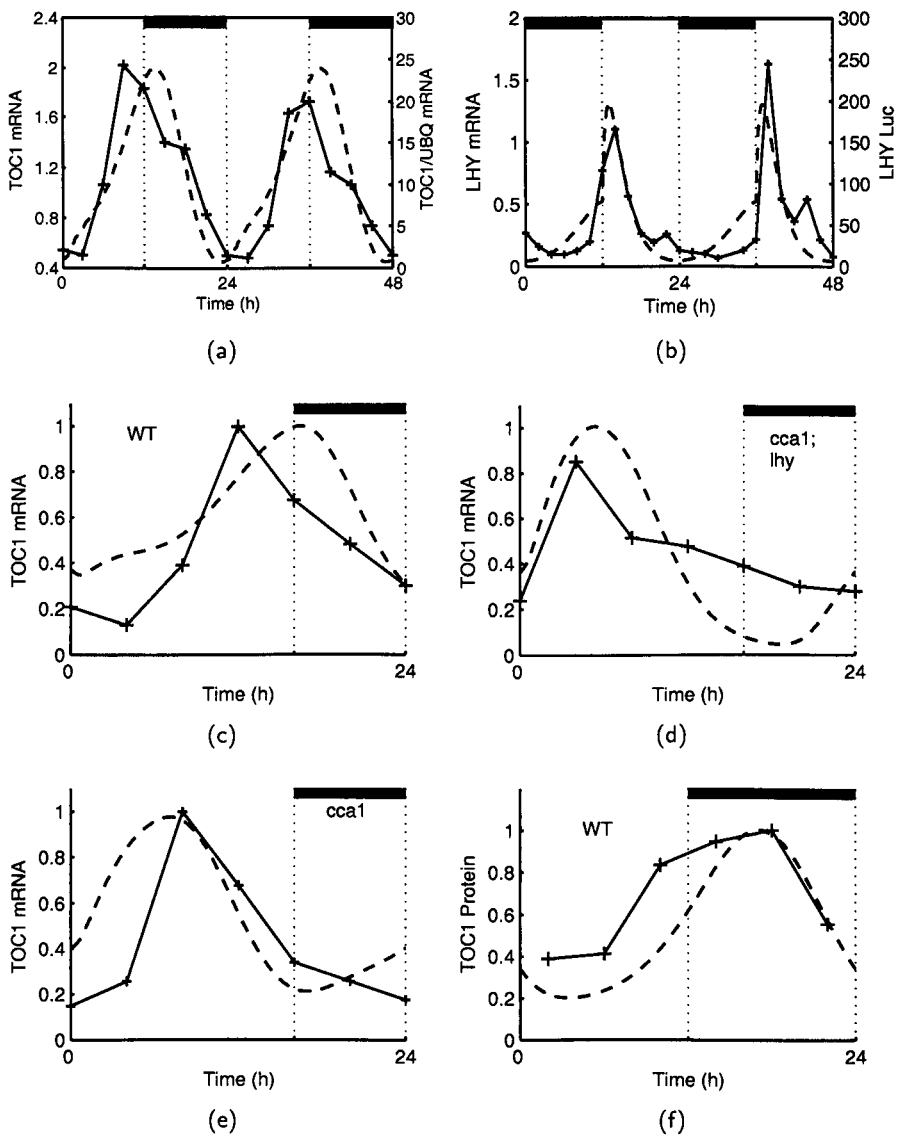 2.4
2
1.6
1.2
0.8
0.4
TOC1 mRNA
30
25
20
15
10
5
0
TOC1/UBQ mRNA
0
12
24
36
48
Time (h)
(a)
2
1.5
1
0.5
0
LHY mRNA
300
250
200
150
100
50
0
LHY Luc
0
12
24
36
48
Time (h)
(b)
WT
1
0.8
0.6
0.4
0.2
0
TOC1 mRNA
0
24
Time (h)
(c)
cca1;
lhy
1
0.8
0.6
0.4
0.2
0
TOC1 mRNA
0
24
Time (h)
(d)
cca1
1
0.8
0.6
0.4
0.2
0
TOC1 mRNA
0
24
Time (h)
(e)
WT
1
0.8
0.6
0.4
0.2
0
TOC1 Protein
0
24
Time (h)
(f)